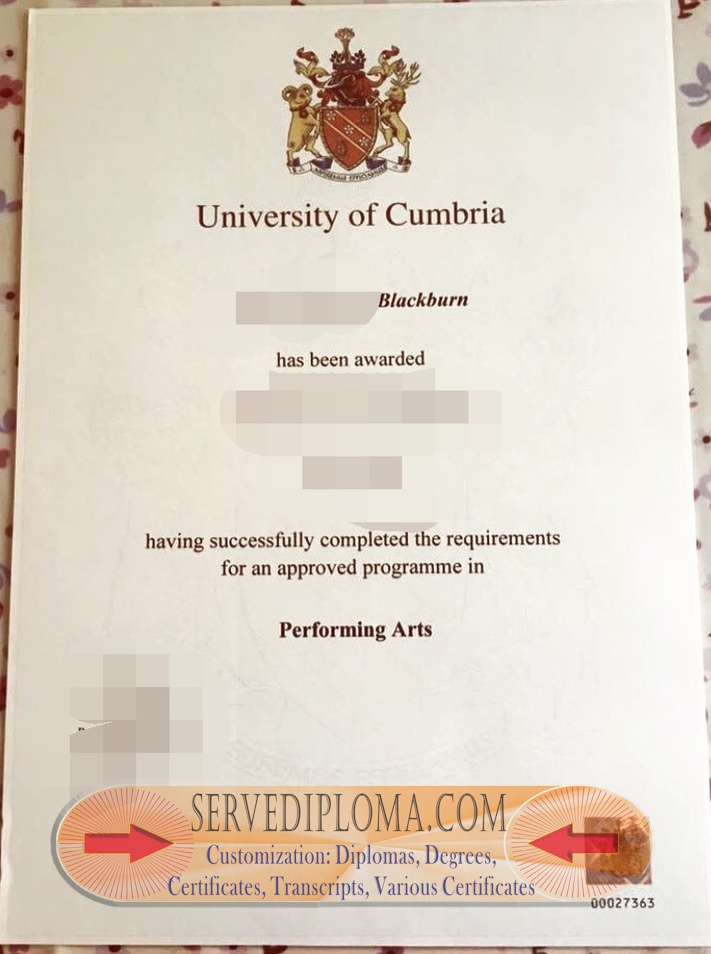 University of Cumbria
Blackburn
has been awarded
having successfully completed the requirements
for an approved programme in
Performing Arts
SERVEDIPLOMA.COM
Customization: Diplomas, Degrees,
Certificates, Transcripts, Various Certificates
00027363